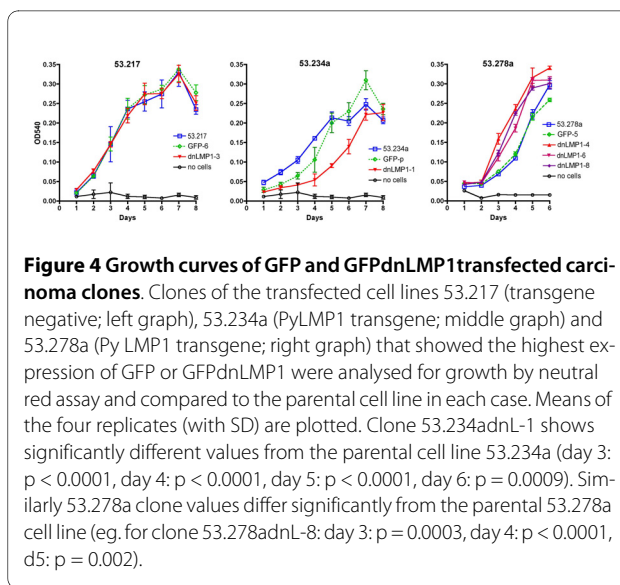 53.217
53.234a
53.278a
0.35 0.35 0.35
0.30 0.30 0.30
0.25 0.25 0.25
0.20 0.20 0.20
0.15 0.15 0.15
0.10 0.10 0.10
0.05 0.05 0.05
0.00 0.00 0.00
OD540
53.217
GFP-6
dnLMP1-3
no cells
53.234a
GFP-p
dnLMP1-1
no cells
53.278a
GFP-5
dnLMP1-4
dnLMP1-6
dnLMP1-8
no cells
0 1 2 3 4 5 6 7 8
0 1 2 3 4 5 6 7 8
0 1 2 3 4 5 6
Days
Days
Days
Figure 4 Growth curves of GFP and GFPdnLMP1transfected carci-
noma clones. Clones of the transfected cell lines 53.217 (transgene
negative; left graph), 53.234a (PyLMP1 transgene; middle graph) and
53.278a (Py LMP1 transgene; right graph) that showed the highest ex-
pression of GFP or GFPdnLMP1 were analysed for growth by neutral
red assay and compared to the parental cell line in each case. Means of
the four replicates (with SD) are plotted. Clone 53.234adnL-1 shows
significantly different values from the parental cell line 53.234a (day 3:
p < 0.0001, day 4: p < 0.0001, day 5: p < 0.0001, day 6: p = 0.0009). Sim-
ilarly 53.278a clone values differ significantly from the parental 53.278a
cell line (eg. for clone 53.278adnL-8: day 3: p = 0.0003, day 4: p < 0.0001,
d5: p = 0.002).